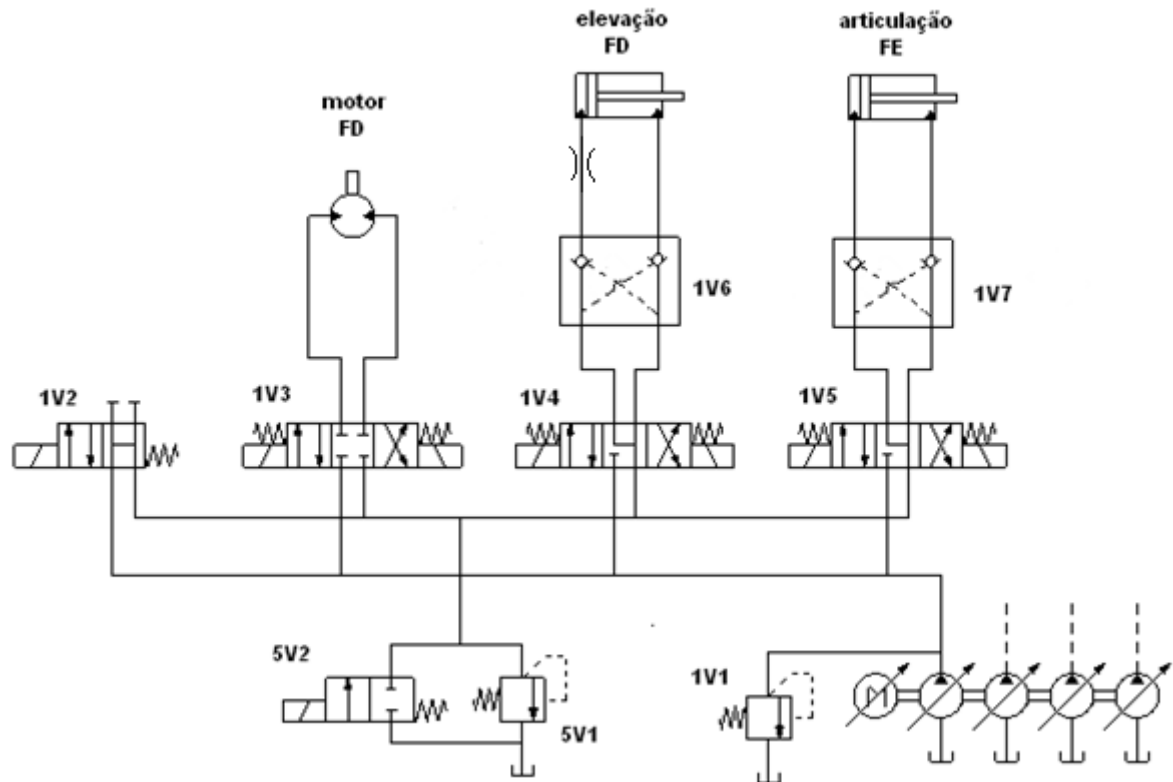 elevação
FD
articulação
FE
motor
FD
1V6
1V7
1V2
1V3
1V4
1V5
5V2
5V1
1V1
M